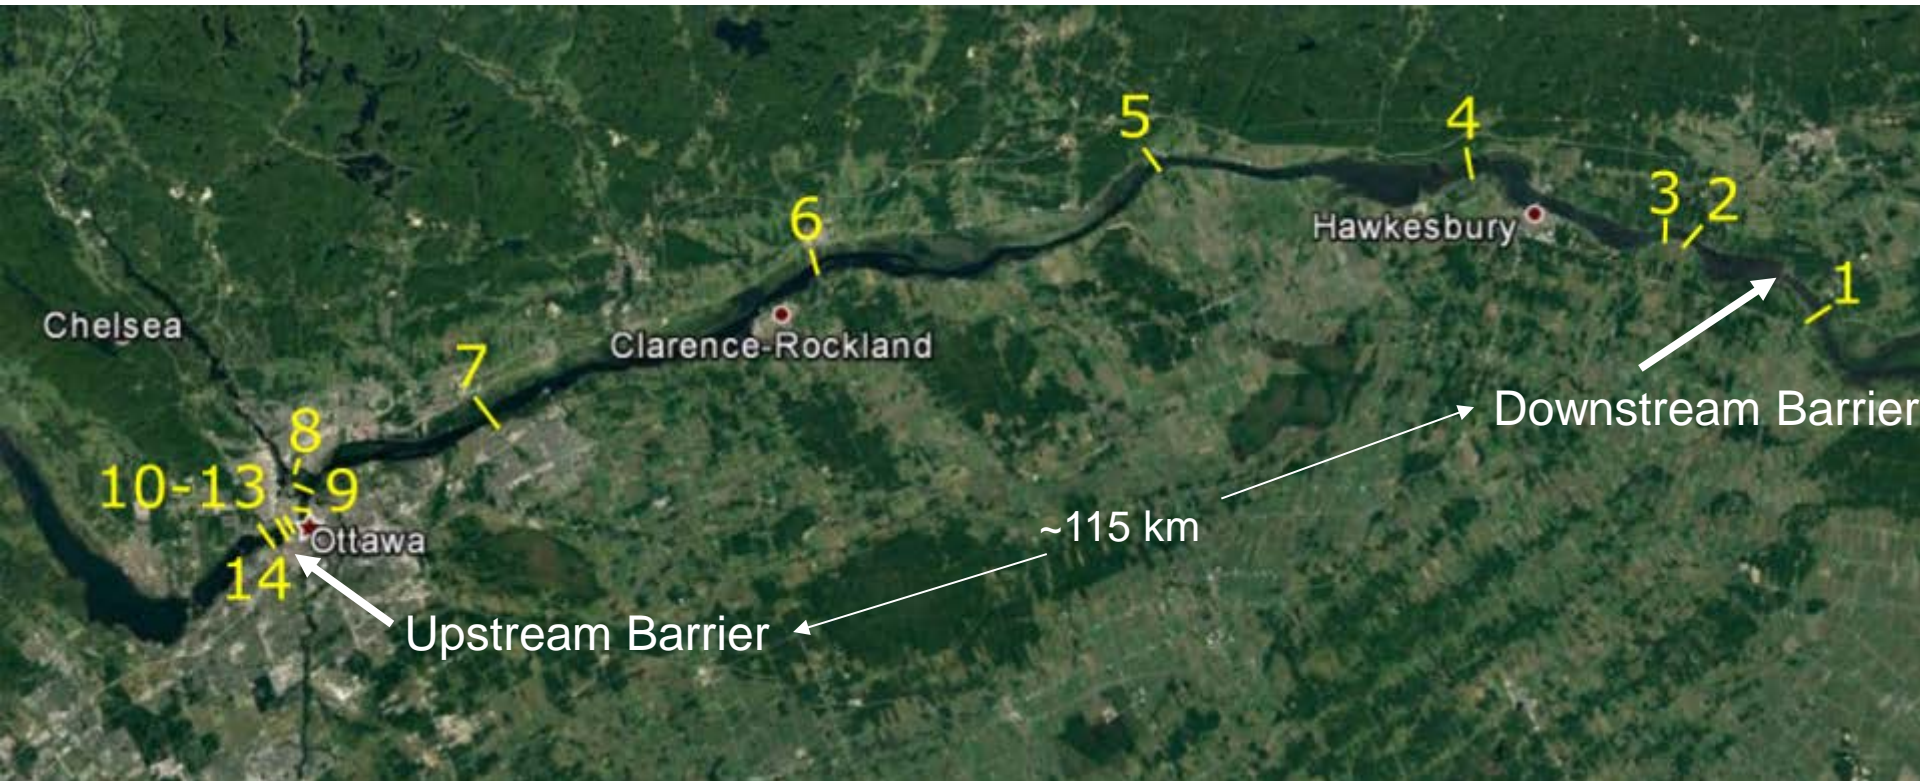 5
4
3
2
6
Hawkesbury
1
Chelsea
Clarence-Rockland
7
Downstream Barrier
8
10-13
9
~115 km
Ottawa
14
Upstream Barrier